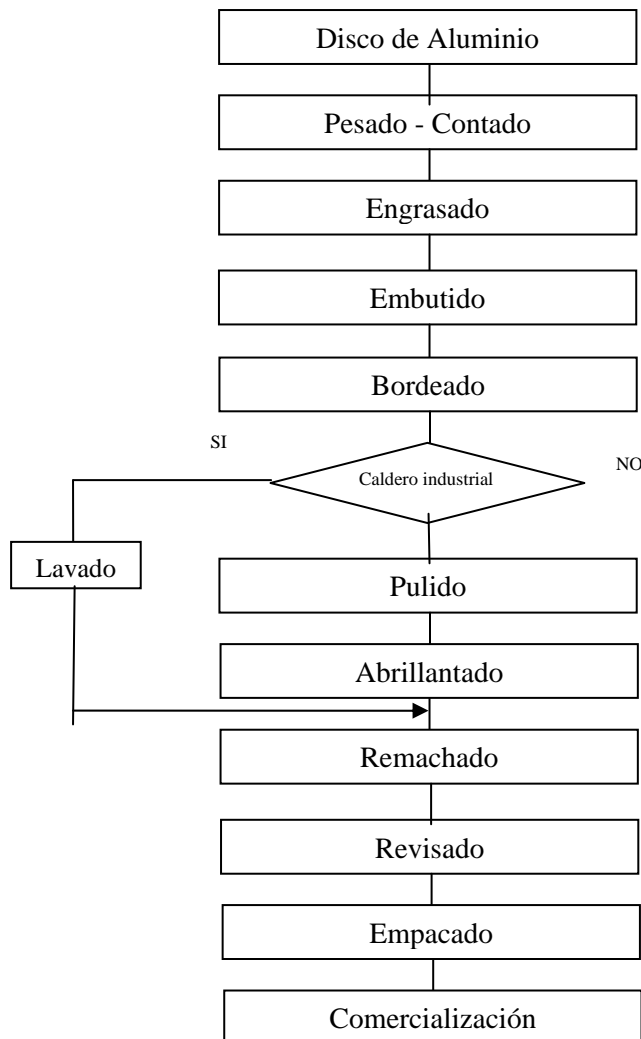 Disco de Aluminio
Pesado - Contado
Engrasado
Embutido
Bordeado
SI
NO
Caldero industrial
Lavado
Pulido
Abrillantado
Remachado
Revisado
Empacado
Comercialización